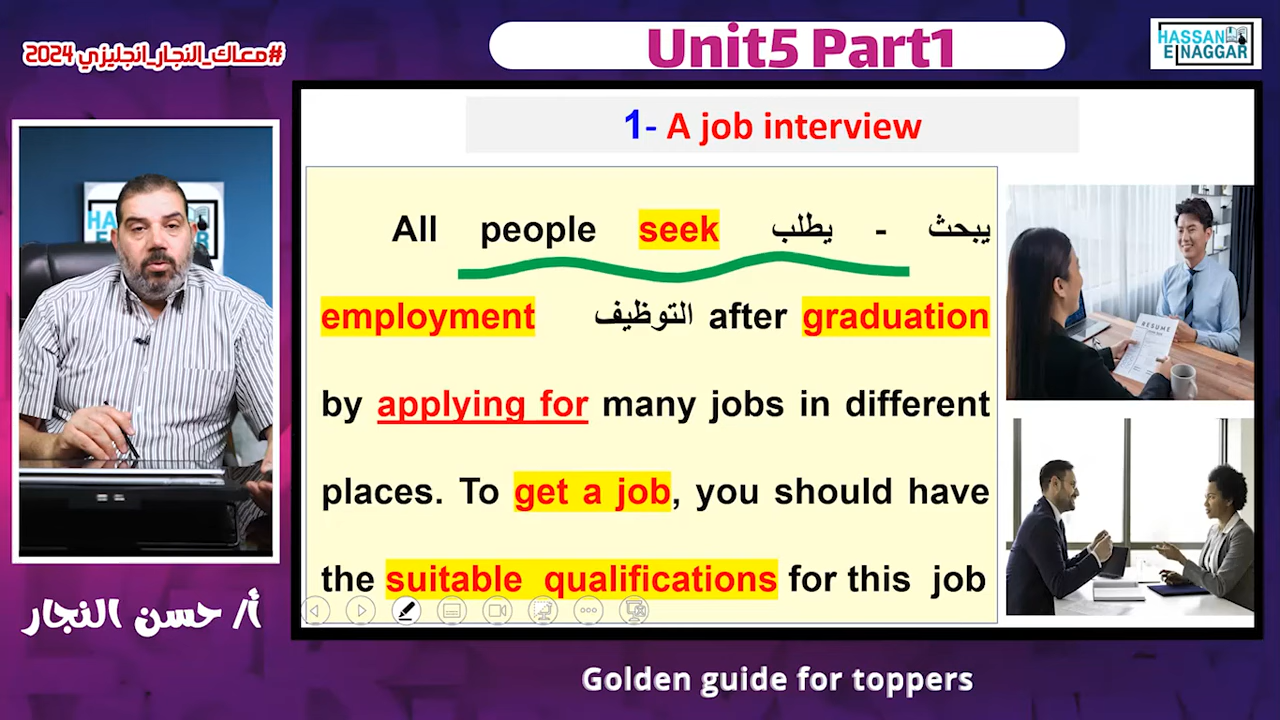 #معاك_النجار_انجليزي 2024
Unit5 Part1
HASSAN
ElNAGGAR
1- A job interview
All people seek يطلب - يبحث
employment التوظيف after graduation
by applying for many jobs in different
places. To get a job, you should have
the suitable qualifications for this job
RESUME
أ/ حسن النجار
Golden guide for toppers